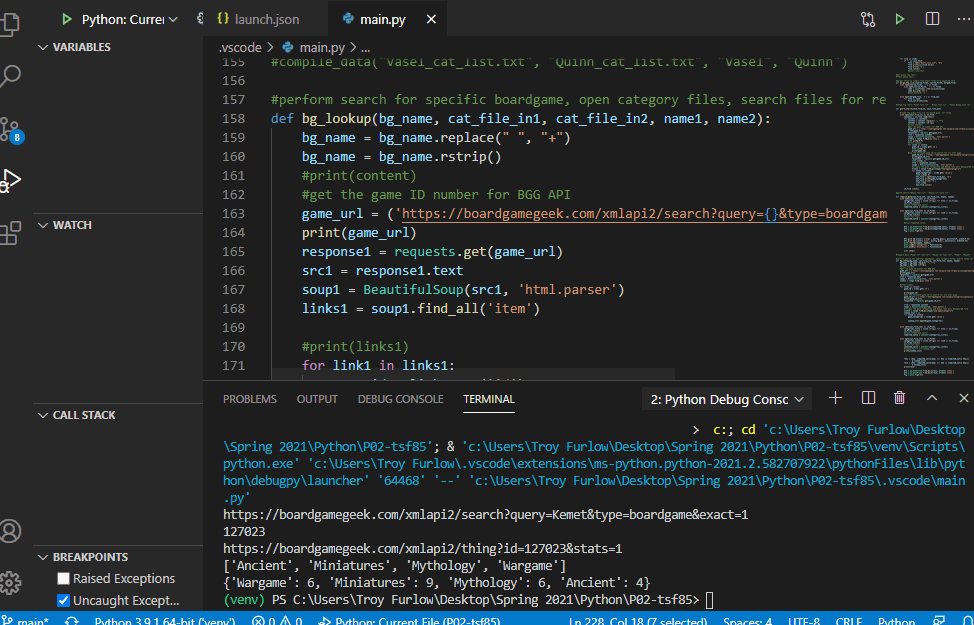 Python: Curren
launch.json
main.py
VARIABLES
.vscode > main.py > ...
155 #compile_data("Vasel_cat_list.txt", "Quinn_cat_list.txt", "Vasel", "Quinn")
156
157 #perform search for specific boardgame, open category files, search files for re
158 def bg_lookup(bg_name, cat_file_in1, cat_file_in2, name1, name2):
159 bg_name = bg_name.replace(" ", "+")
160 bg_name = bg_name.rstrip()
161 #print(content)
162 #get the game ID number for BGG API
163 game_url = ('https://boardgamegeek.com/xmlapi2/search?query={}&type=boardgam
164 print(game_url)
165 response1 = requests.get(game_url)
166 src1 = response1.text
167 soup1 = BeautifulSoup(src1, 'html.parser')
168 links1 = soup1.find_all('item')
169
170 #print(links1)
171 for link1 in links1:
8
WATCH
CALL STACK
BREAKPOINTS
Raised Exceptions
Uncaught Except...
PROBLEMS OUTPUT DEBUG CONSOLE TERMINAL
2: Python Debug Consc
> c:; cd 'c:\Users\Troy Furlow\Desktop
\Spring 2021\Python\P02-tsf85'; & 'c:\Users\Troy Furlow\Desktop\Spring 2021\Python\P02-tsf85\venv\Scripts\
python.exe' 'c:\Users\Troy Furlow\.vscode\extensions\ms-python.python-2021.2.582707922\pythonFiles\lib\pyt
hon\debugpy\launcher' '64468' '--' 'c:\Users\Troy Furlow\Desktop\Spring 2021\Python\P02-tsf85\.vscode\main
.py'
https://boardgamegeek.com/xmlapi2/search?query=Kemet&type=boardgame&exact=1
127023
https://boardgamegeek.com/xmlapi2/thing?id=127023&stats=1
['Ancient', 'Miniatures', 'Mythology', 'Wargame']
{'Wargame': 6, 'Miniatures': 9, 'Mythology': 6, 'Ancient': 4}
(venv) PS C:\Users\Troy Furlow\Desktop\Spring 2021\Python\P02-tsf85>
main* Python 3.9.1 64-bit ('venv') 0 0 Python: Current File (P02-tsf85) Ln 228, Col 18 (7 selected) Spaces: 4 UTF-8 CRLF Python